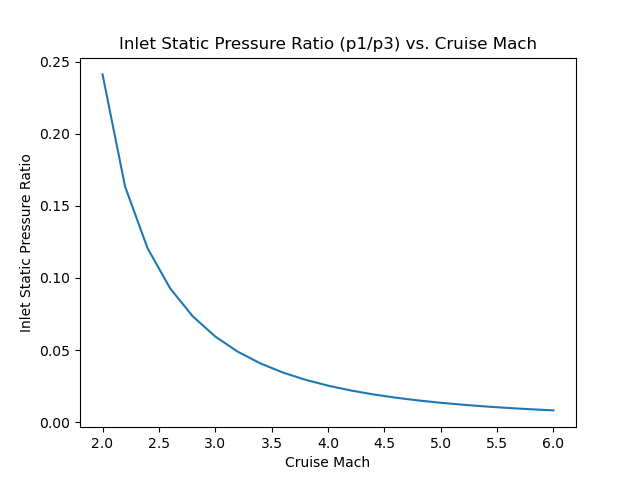 Inlet Static Pressure Ratio (p1/p3) vs. Cruise Mach
Inlet Static Pressure Ratio
0.25
0.20
0.15
0.10
0.05
0.00
2.0 2.5 3.0 3.5 4.0 4.5 5.0 5.5 6.0
Cruise Mach